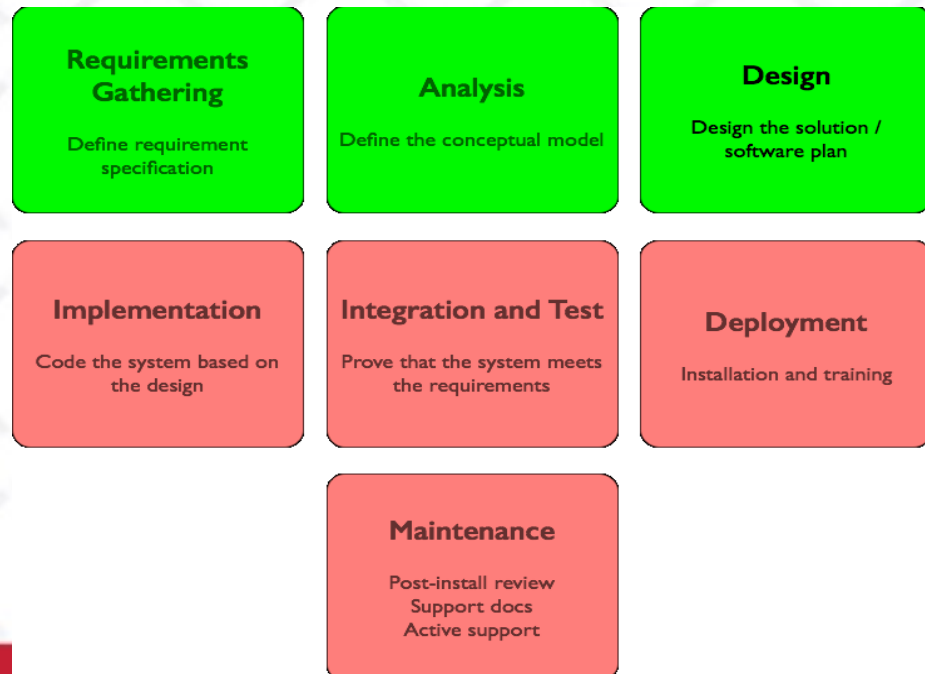 Requirements
Gathering
Define requirement
specification
Analysis
Define the conceptual model
Design
Design the solution /
software plan
Implementation
Code the system based on
the design
Integration and Test
Prove that the system meets
the requirements
Deployment
Installation and training
Maintenance
Post-install review
Support docs
Active support